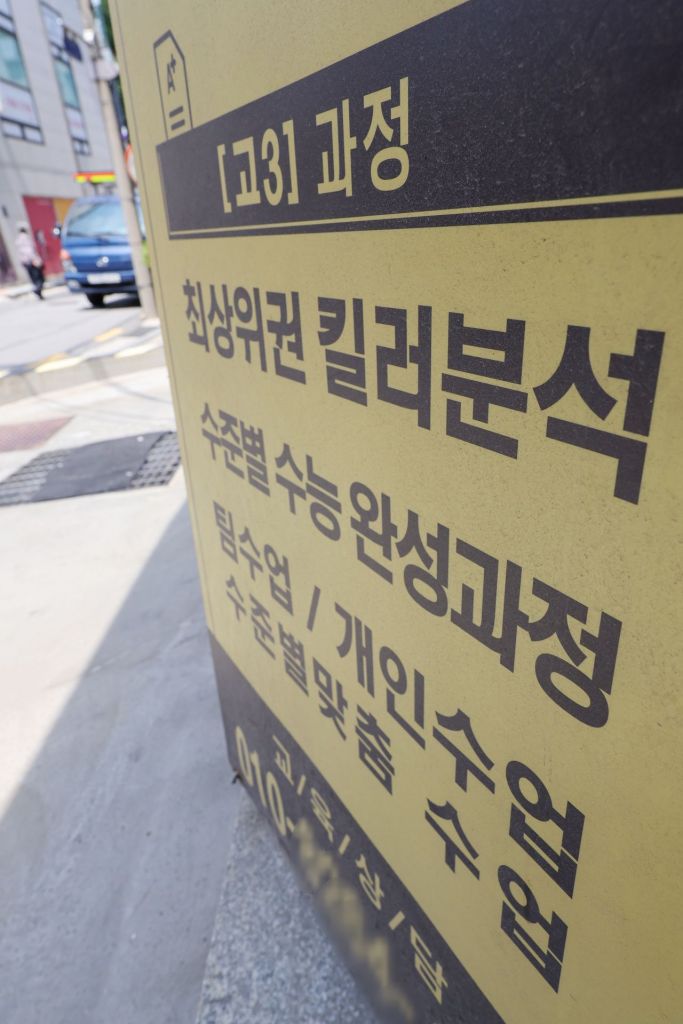 A+
[고3] 과정
최상위권 킬러분석
수준별 수능 완성과정
팀수업 / 개인수업
수준별 맞춤 수업
교/육/상/담
010-